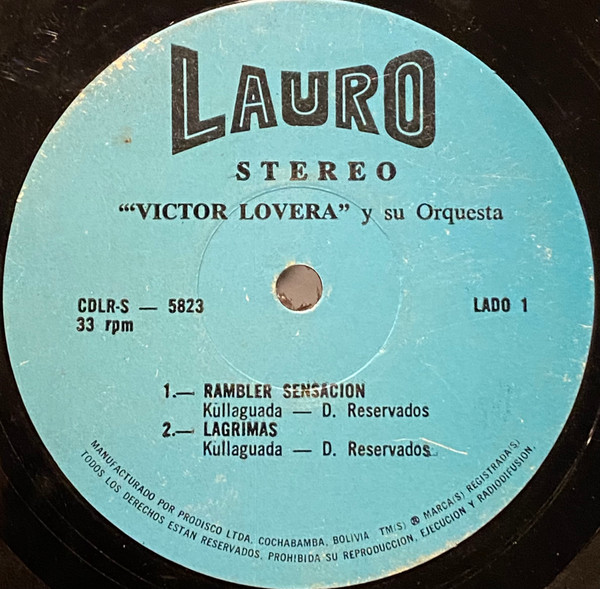 LAURO
STEREO
“‘VICTOR LOVERA” y su Orquesta
CDLR-S — 5823
33 rpm
LADO 1
1.— RAMBLER SENSACION
Küllaguada — D. Reservados
2.— LAGRIMAS
Kullaguada — D. Reservados
MANUFACTURADO POR PRODISCO LTDA. COCHABAMBA, BOLIVIA TM(S) ® MARCA(S) REGISTRADA(S)
TODOS LOS DERECHOS ESTAN RESERVADOS. PROHIBIDA SU REPRODUCCION, EJECUCION Y RADIODIFUSION.